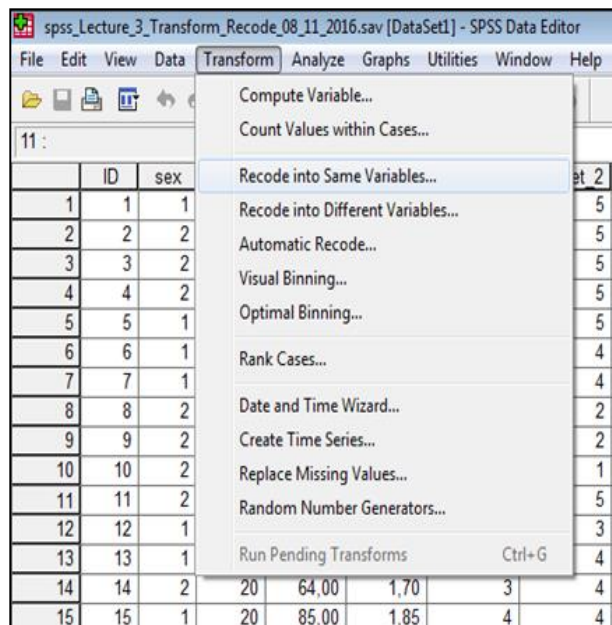 spss_Lecture_3_Transform_Recode_08_11_2016.sav [DataSet1] - SPSS Data Editor
File Edit View Data Transform Analyze Graphs Utilities Window Help
11 :
Compute Variable...
Count Values within Cases...
Recode into Same Variables...
Recode into Different Variables...
Automatic Recode...
Visual Binning...
Optimal Binning...
Rank Cases...
Date and Time Wizard...
Create Time Series...
Replace Missing Values...
Random Number Generators...
Run Pending Transforms Ctrl+G
ID sex et_2
1 1 1 5
2 2 2 5
3 3 2 5
4 4 2 5
5 5 1 5
6 6 1 4
7 7 1 4
8 8 2 2
9 9 2 2
10 10 2 1
11 11 2 5
12 12 1 3
13 13 1 4
14 14 2 20 64,00 1,70 3 4
15 15 1 20 85,00 1,85 4 4